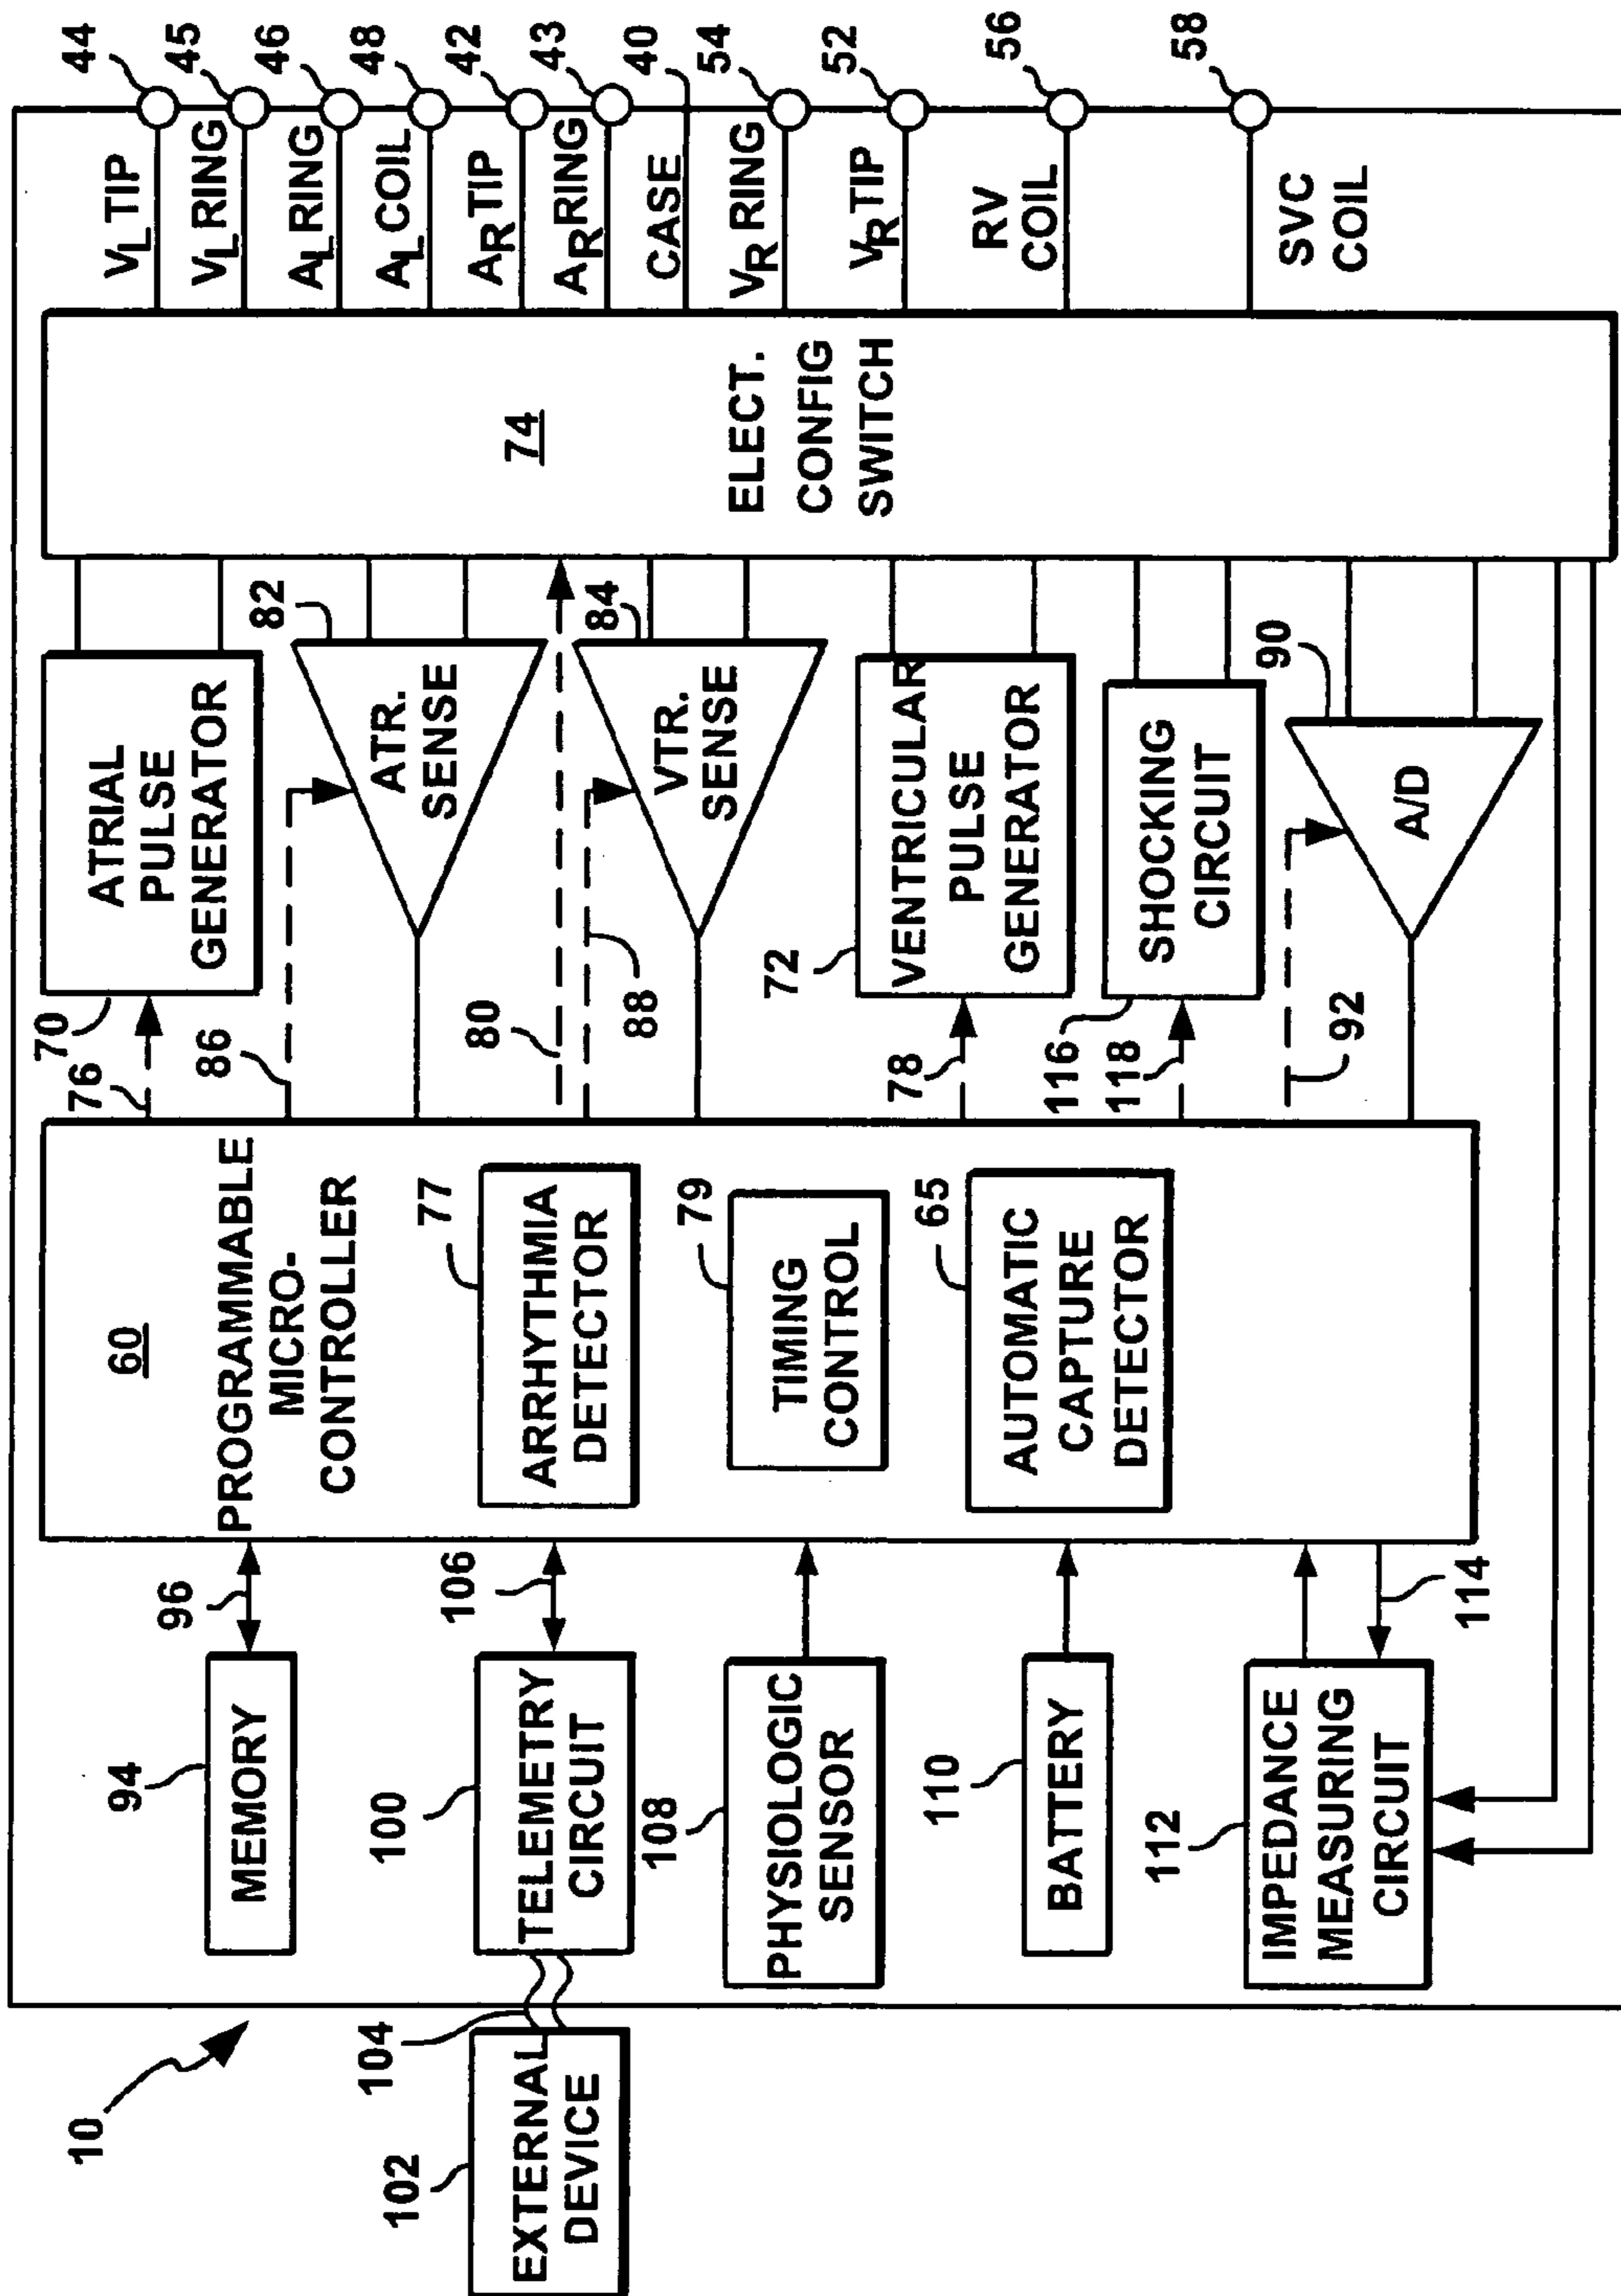 10
102
EXTERNAL
DEVICE
104
94
MEMORY
96
100
TELEMETRY
CIRCUIT
106
108
PHYSIOLOGIC
SENSOR
110
BATTERY
112
IMPEDANCE
MEASURING
CIRCUIT
114
60
PROGRAMMABLE
MICRO-
CONTROLLER
77
ARRHYTHMIA
DETECTOR
79
TIMING
CONTROL
65
AUTOMATIC
CAPTURE
DETECTOR
70
76
ATRIAL
PULSE
GENERATOR
86
82
ATR.
SENSE
80
88
84
VTR.
SENSE
72
78
VENTRICULAR
PULSE
GENERATOR
116
118
SHOCKING
CIRCUIT
92
90
A/D
74
ELECT.
CONFIG
SWITCH
VL TIP
44
VL RING
45
AL RING
46
AL COIL
48
AR TIP
42
AR RING
43
CASE
40
VR RING
54
VR TIP
52
RV
COIL
56
SVC
COIL
58